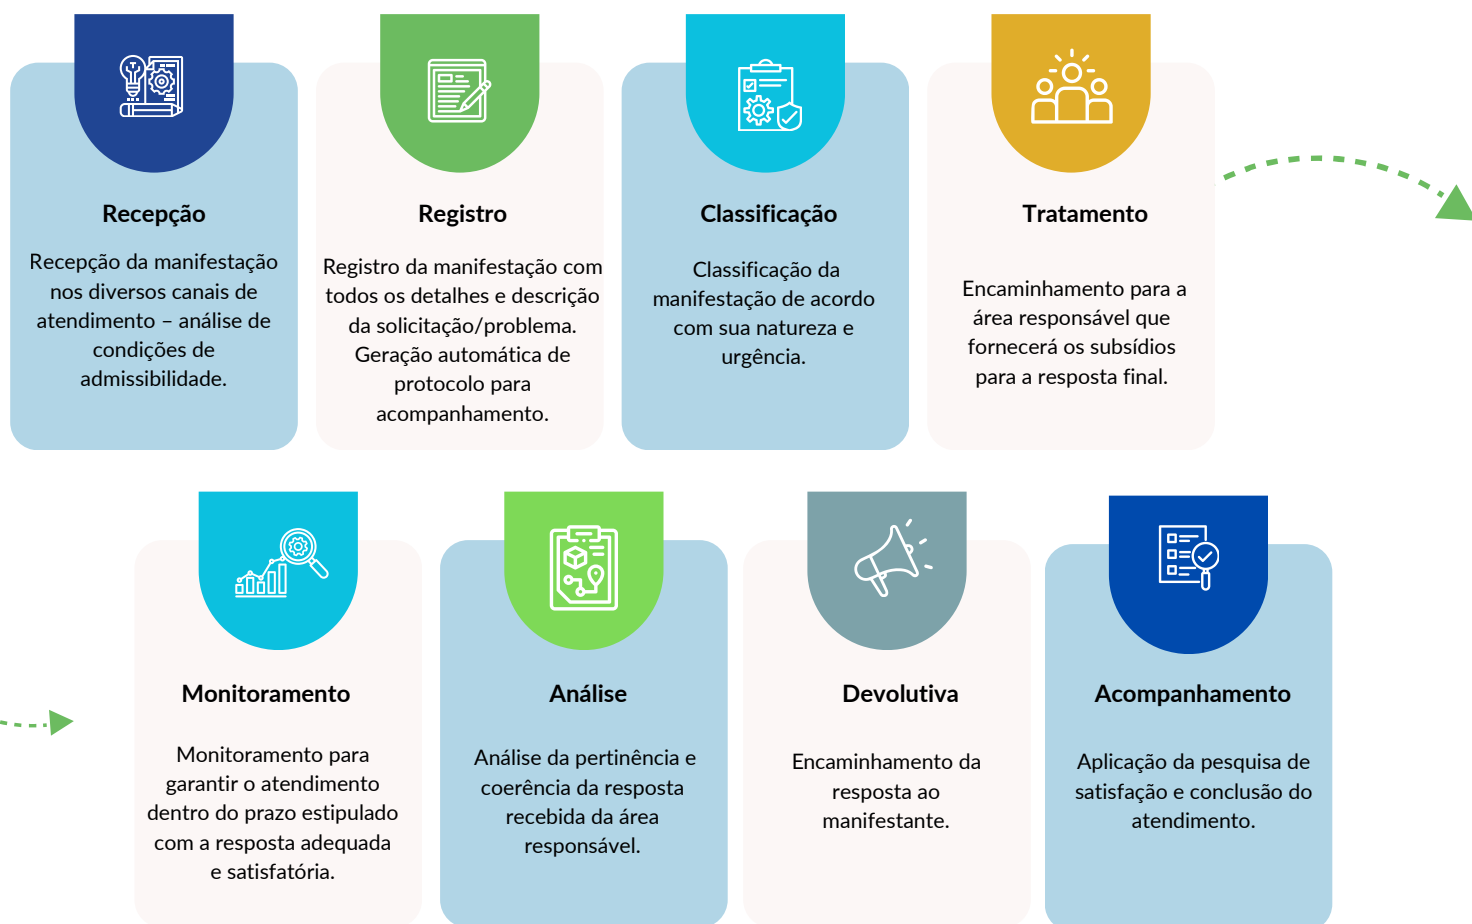 Recepção
Recepção da manifestação
nos diversos canais de
atendimento – análise de
condições de
admissibilidade.
Registro
Registro da manifestação com
todos os detalhes e descrição
da solicitação/problema.
Geração automática de
protocolo para
acompanhamento.
Classificação
Classificação da
manifestação de acordo
com sua natureza e
urgência.
Tratamento
Encaminhamento para a
área responsável que
fornecerá os subsídios
para a resposta final.
Monitoramento
Monitoramento para
garantir o atendimento
dentro do prazo estipulado
com a resposta adequada
e satisfatória.
Análise
Análise da pertinência e
coerência da resposta
recebida da área
responsável.
Devolutiva
Encaminhamento da
resposta ao
manifestante.
Acompanhamento
Aplicação da pesquisa de
satisfação e conclusão do
atendimento.